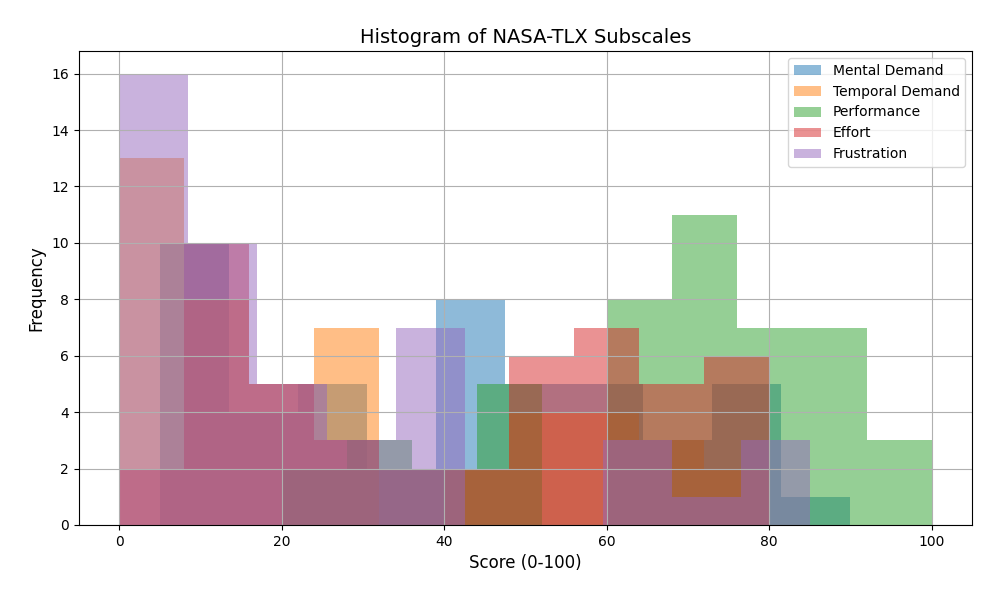 Histogram of NASA-TLX Subscales
Mental Demand
Temporal Demand
Performance
Effort
Frustration
Frequency
16
14
12
10
8
6
4
2
0
0 20 40 60 80 100
Score (0-100)